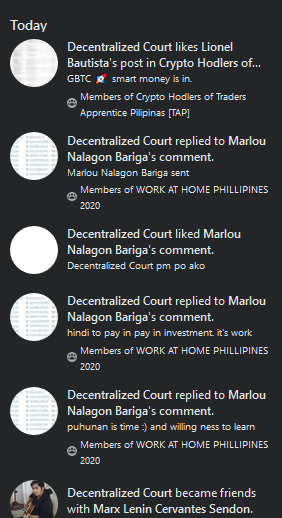 Today
Decentralized Court likes Lionel
Bautista's post in Crypto Hodlers of...
GBTC 🚀 smart money is in.
Members of Crypto Hodlers of Traders
Apprentice Pilipinas [TAP]
Decentralized Court replied to Marlou
Nalagon Bariga's comment.
Marlou Nalagon Bariga sent
Members of WORK AT HOME PHILLIPINES
2020
Decentralized Court liked Marlou
Nalagon Bariga's comment.
Decentralized Court pm po ako
Decentralized Court replied to Marlou
Nalagon Bariga's comment.
hindi to pay in pay in investment. it's work
Members of WORK AT HOME PHILLIPINES
2020
Decentralized Court replied to Marlou
Nalagon Bariga's comment.
puhunan is time :) and willing ness to learn
Members of WORK AT HOME PHILLIPINES
2020
Decentralized Court became friends
with Marx Lenin Cervantes Sendon.